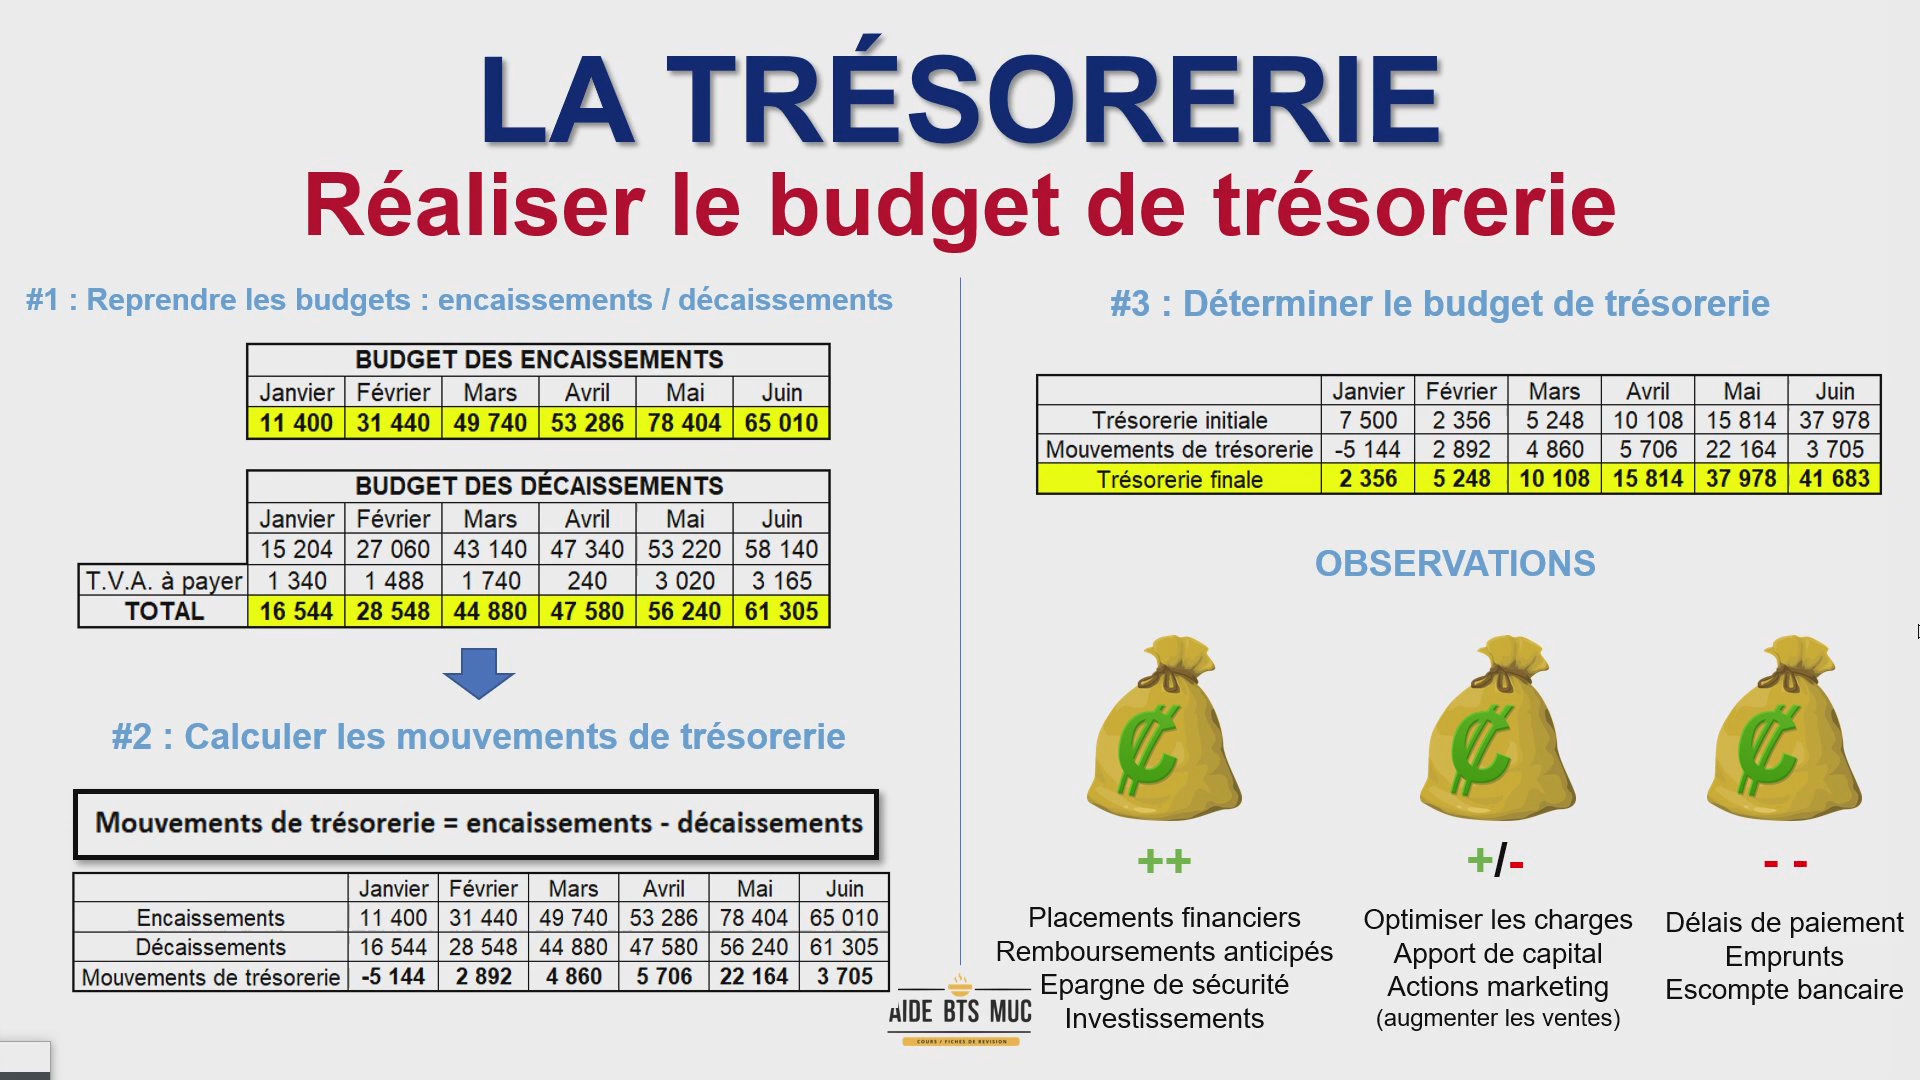 LA TRÉSORERIE
Réaliser le budget de trésorerie
#1 : Reprendre les budgets : encaissements / décaissements
BUDGET DES ENCAISSEMENTS
Janvier Février Mars Avril Mai Juin
11 400 31 440 49 740 53 286 78 404 65 010
BUDGET DES DÉCAISSEMENTS
Janvier Février Mars Avril Mai Juin
15 204 27 060 43 140 47 340 53 220 58 140
T.V.A. à payer 1 340 1 488 1 740 240 3 020 3 165
TOTAL 16 544 28 548 44 880 47 580 56 240 61 305
#2 : Calculer les mouvements de trésorerie
Mouvements de trésorerie = encaissements - décaissements
Janvier Février Mars Avril Mai Juin
Encaissements 11 400 31 440 49 740 53 286 78 404 65 010
Décaissements 16 544 28 548 44 880 47 580 56 240 61 305
Mouvements de trésorerie -5 144 2 892 4 860 5 706 22 164 3 705
#3 : Déterminer le budget de trésorerie
Janvier Février Mars Avril Mai Juin
Trésorerie initiale 7 500 2 356 5 248 10 108 15 814 37 978
Mouvements de trésorerie -5 144 2 892 4 860 5 706 22 164 3 705
Trésorerie finale 2 356 5 248 10 108 15 814 37 978 41 683
OBSERVATIONS
++
Placements financiers
Remboursements anticipés
Epargne de sécurité
Investissements
+/-
Optimiser les charges
Apport de capital
Actions marketing
(augmenter les ventes)
- -
Délais de paiement
Emprunts
Escompte bancaire
AIDE BTS MUC
COURS / FICHES DE REVISION